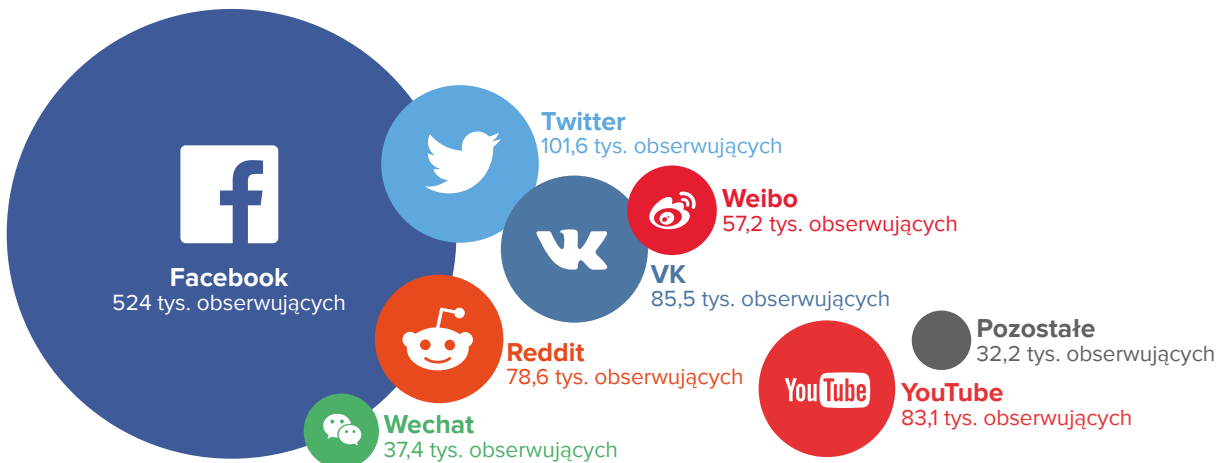 Facebook
524 tys. obserwujących
Twitter
101,6 tys. obserwujących
Weibo
57,2 tys. obserwujących
VK
VK
85,5 tys. obserwujących
Reddit
78,6 tys. obserwujących
Wechat
37,4 tys. obserwujących
Pozostałe
32,2 tys. obserwujących
YouTube
YouTube
83,1 tys. obserwujących